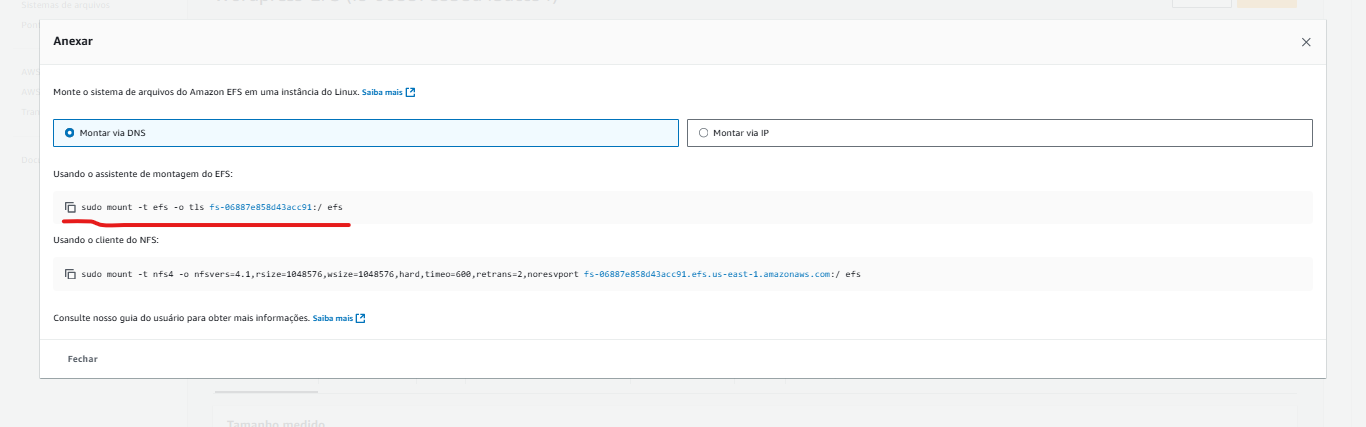 Sistemas de arquivos
Anexar
Monte o sistema de arquivos do Amazon EFS em uma instância do Linux. Saiba mais
Montar via DNS
Montar via IP
Usando o assistente de montagem do EFS:
sudo mount -t efs -o tls fs-06887e858d43acc91:/ efs
Usando o cliente do NFS:
sudo mount -t nfs4 -o nfsvers=4.1,rsize=1048576,wsize=1048576,hard,timeo=600,retrans=2,noresvport fs-06887e858d43acc91.efs.us-east-1.amazonaws.com:/ efs
Consulte nosso guia do usuário para obter mais informações. Saiba mais
Fechar
Tamanho medido